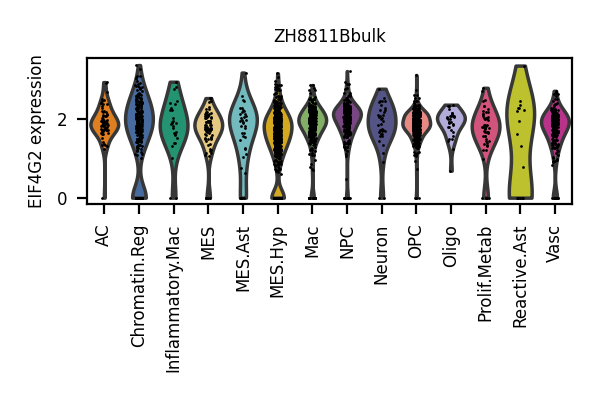 ZH8811Bbulk
EIF4G2 expression
2
0
AC
Chromatin.Reg
Inflammatory.Mac
MES
MES.Ast
MES.Hyp
Mac
NPC
Neuron
OPC
Oligo
Prolif.Metab
Reactive.Ast
Vasc